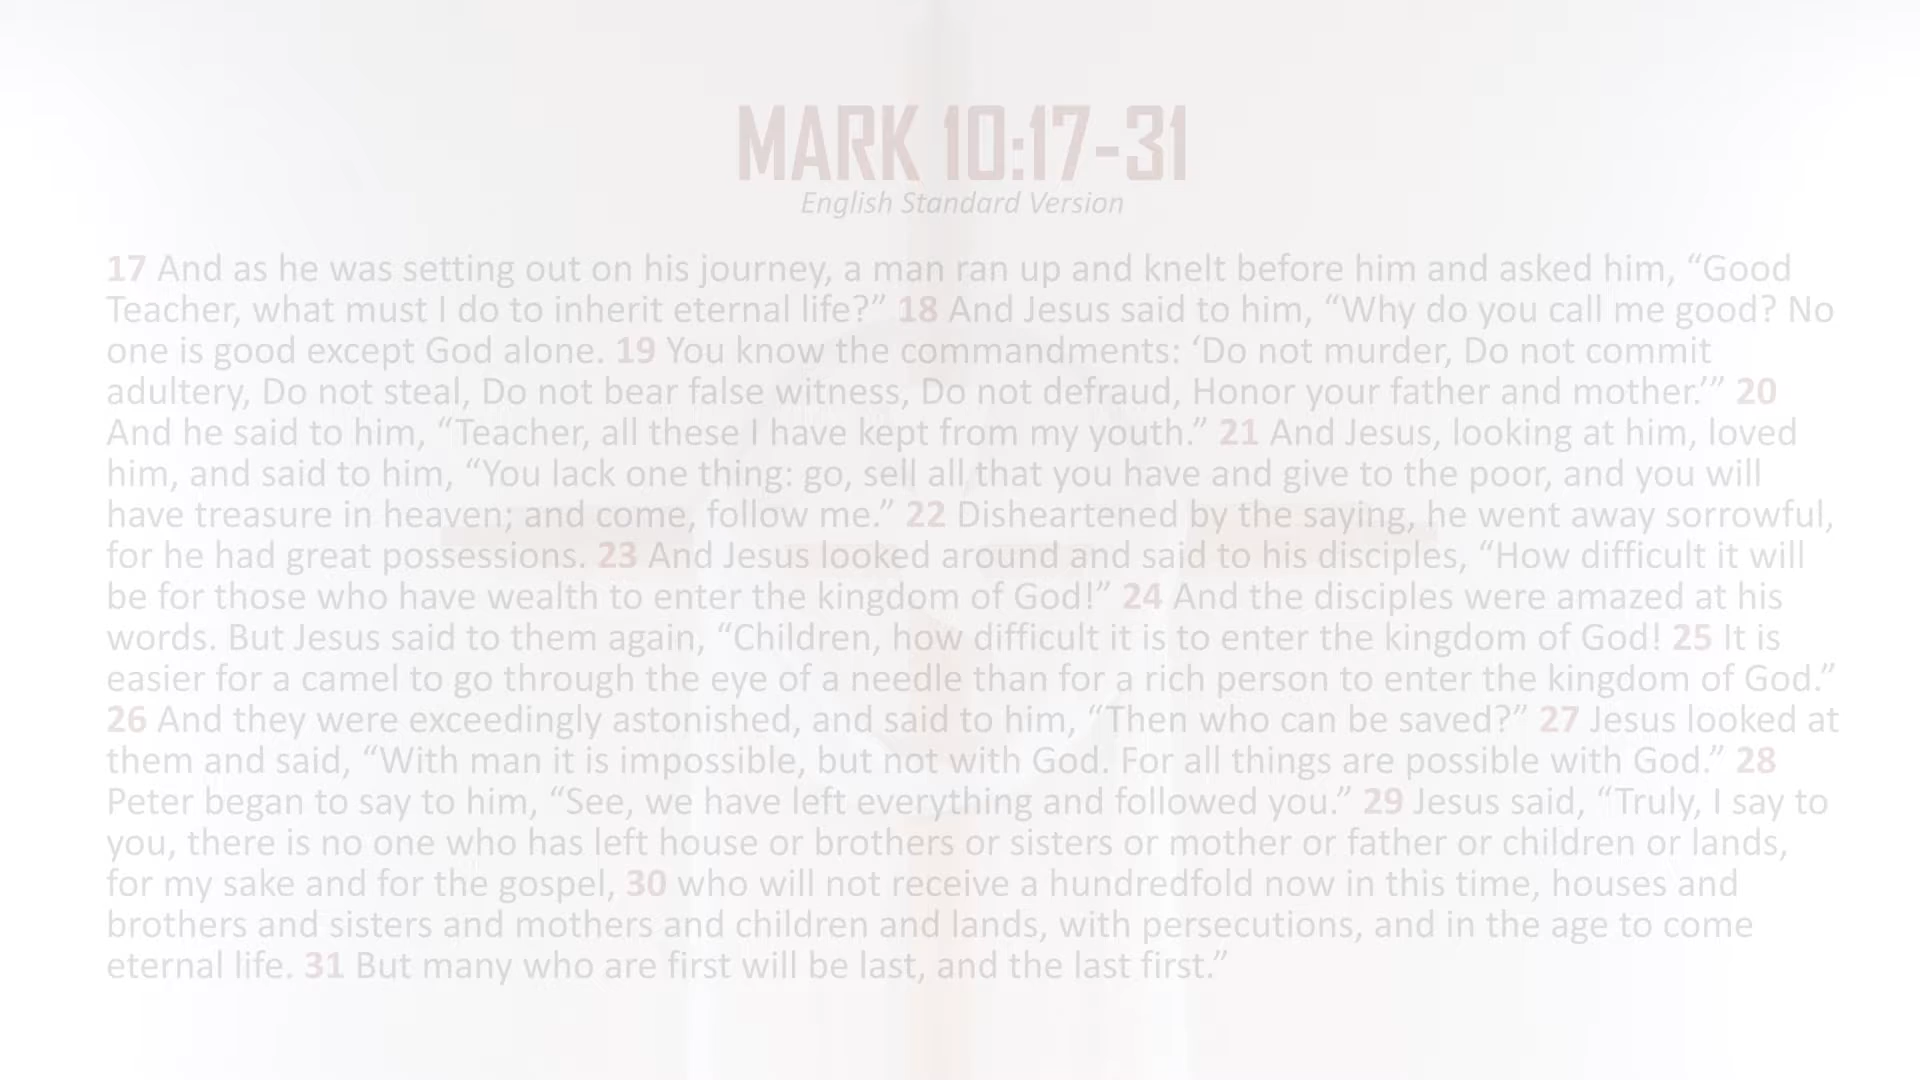 MARK 10:17-31
English Standard Version
17 And as he was setting out on his journey, a man ran up and knelt before him and asked him, “Good
Teacher, what must I do to inherit eternal life?” 18 And Jesus said to him, “Why do you call me good? No
one is good except God alone. 19 You know the commandments: ‘Do not murder, Do not commit
adultery, Do not steal, Do not bear false witness, Do not defraud, Honor your father and mother.’” 20
And he said to him, “Teacher, all these I have kept from my youth.” 21 And Jesus, looking at him, loved
him, and said to him, “You lack one thing: go, sell all that you have and give to the poor, and you will
have treasure in heaven; and come, follow me.” 22 Disheartened by the saying, he went away sorrowful,
for he had great possessions. 23 And Jesus looked around and said to his disciples, “How difficult it will
be for those who have wealth to enter the kingdom of God!” 24 And the disciples were amazed at his
words. But Jesus said to them again, “Children, how difficult it is to enter the kingdom of God! 25 It is
easier for a camel to go through the eye of a needle than for a rich person to enter the kingdom of God.”
26 And they were exceedingly astonished, and said to him, “Then who can be saved?” 27 Jesus looked at
them and said, “With man it is impossible, but not with God. For all things are possible with God.” 28
Peter began to say to him, “See, we have left everything and followed you.” 29 Jesus said, “Truly, I say to
you, there is no one who has left house or brothers or sisters or mother or father or children or lands,
for my sake and for the gospel, 30 who will not receive a hundredfold now in this time, houses and
brothers and sisters and mothers and children and lands, with persecutions, and in the age to come
eternal life. 31 But many who are first will be last, and the last first.”